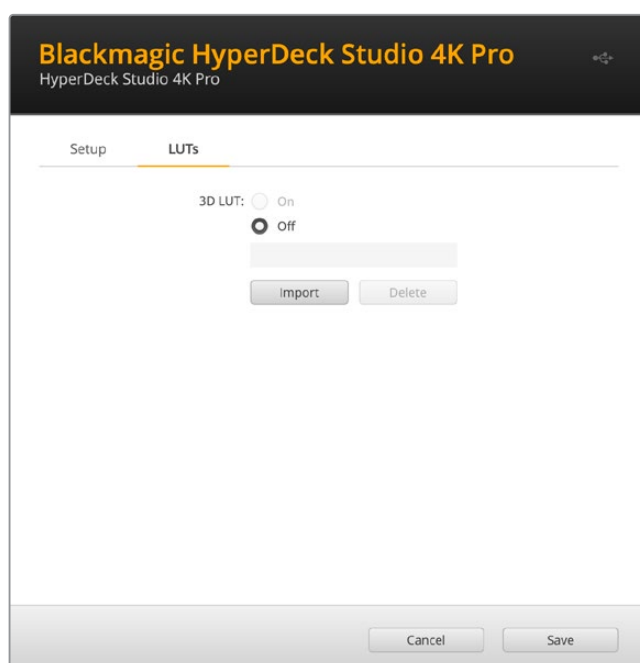 Blackmagic HyperDeck Studio 4K Pro
HyperDeck Studio 4K Pro
Setup LUTs
3D LUT: On
Off
Import Delete
Cancel Save